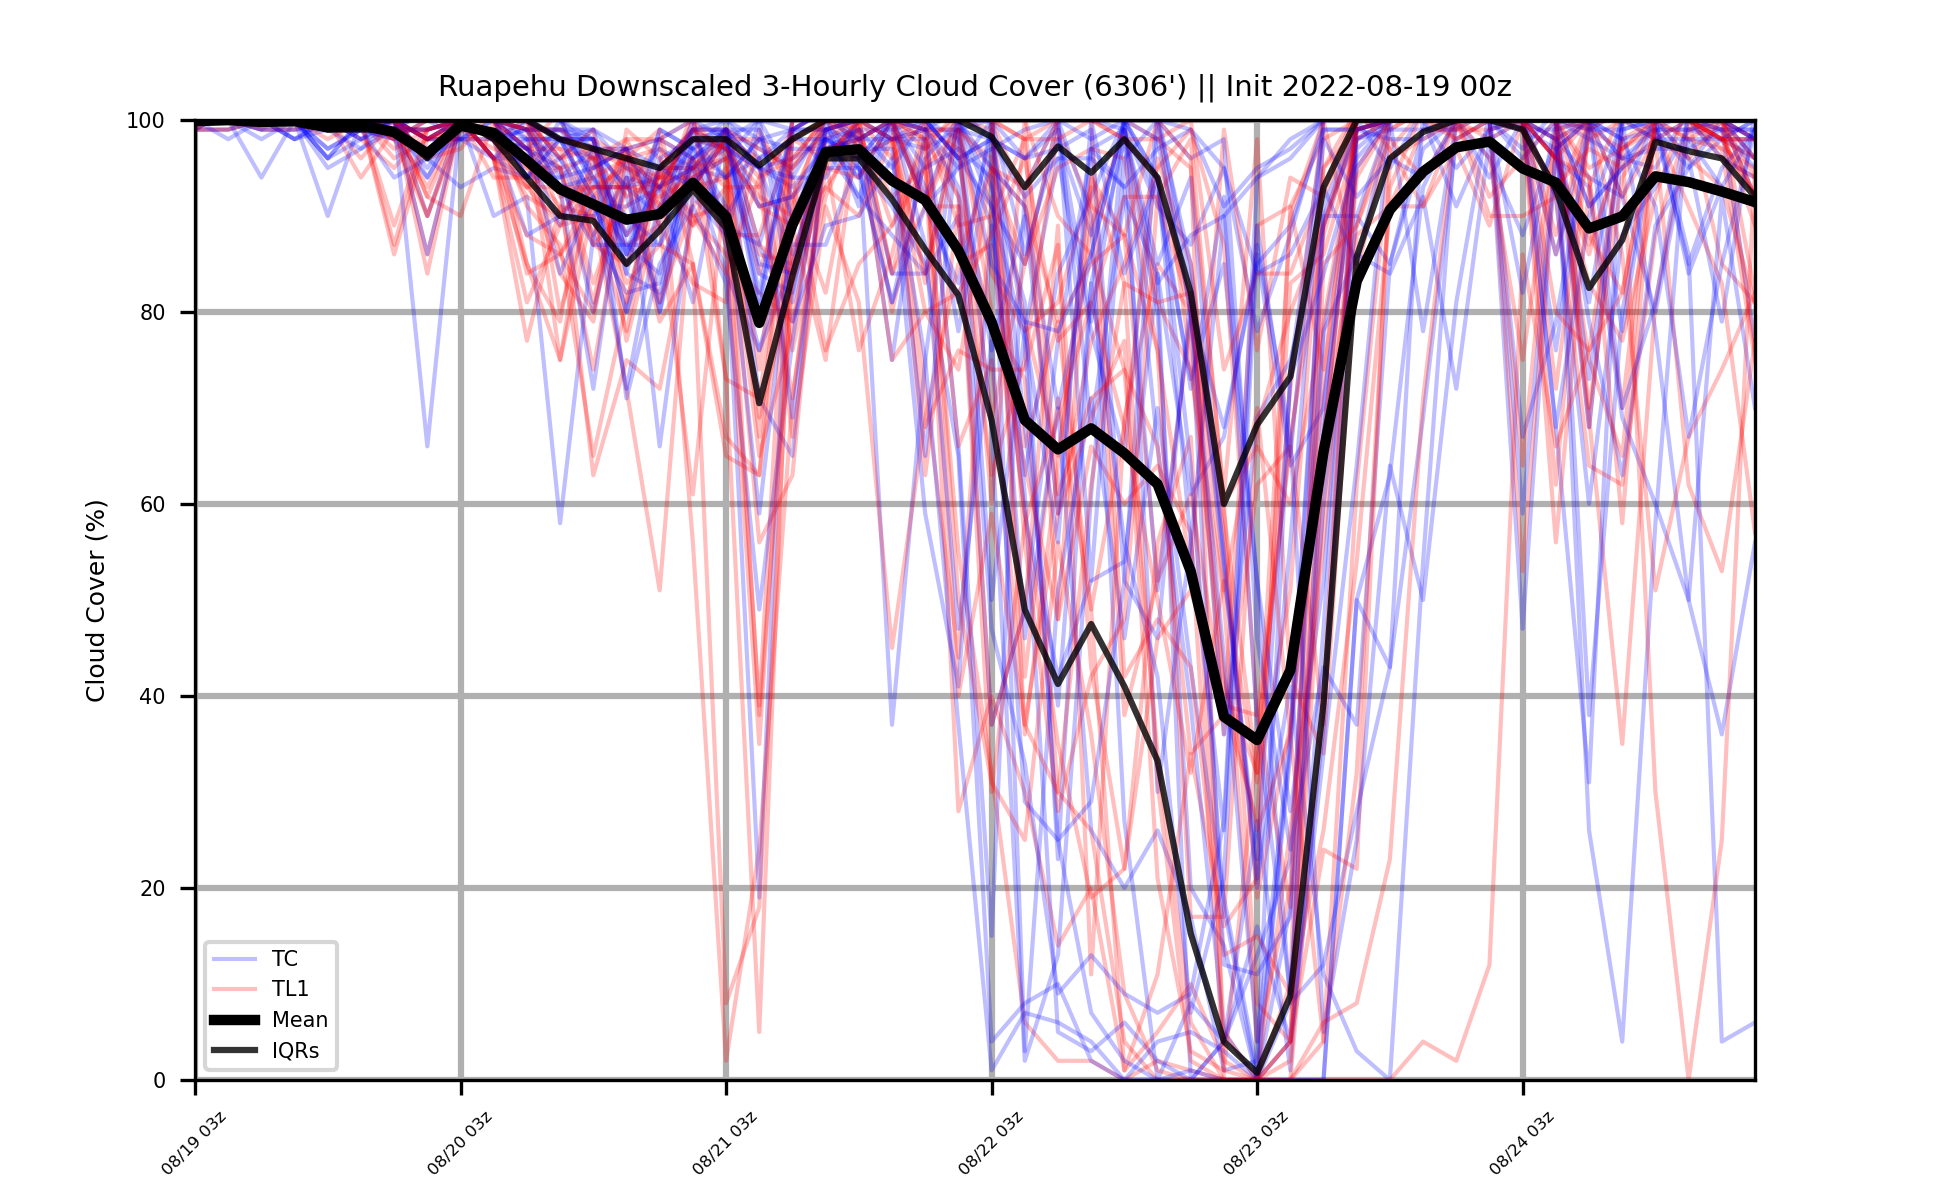 Ruapehu Downscaled 3-Hourly Cloud Cover (6306') || Init 2022-08-19 00z
Cloud Cover (%)
100
80
60
40
20
0
TC
TL1
Mean
IQRs
08/19 03z
08/20 03z
08/21 03z
08/22 03z
08/23 03z
08/24 03z